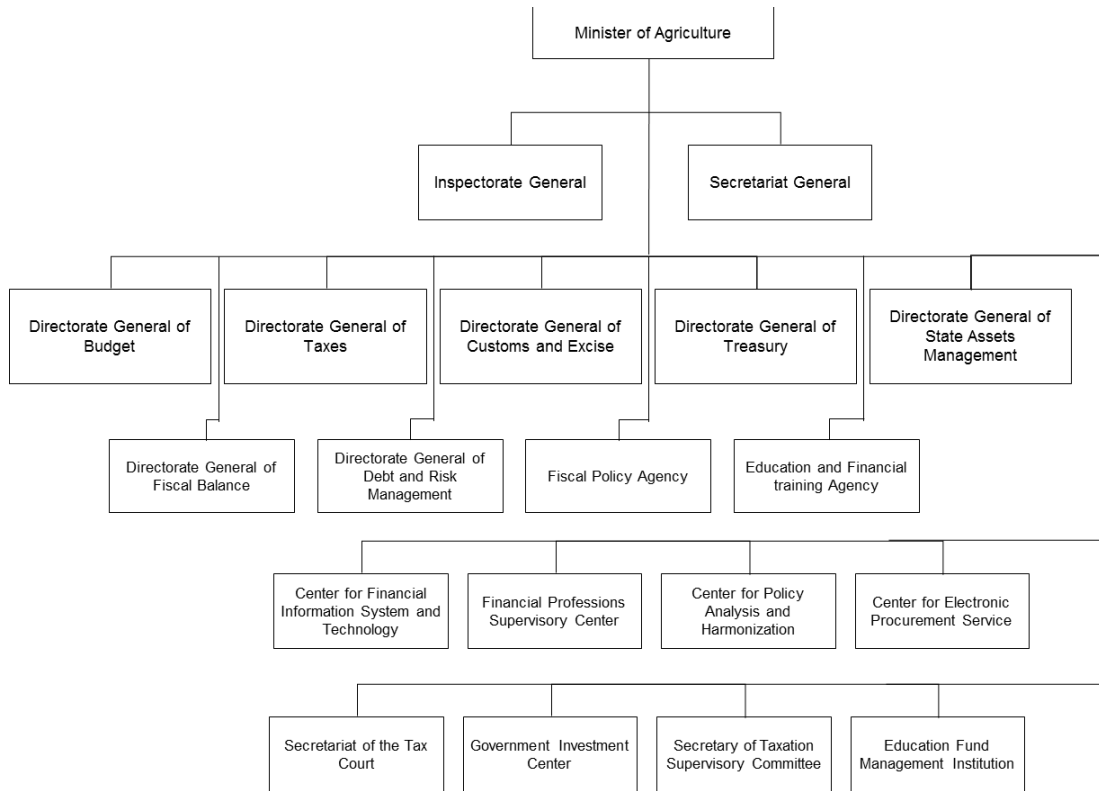 Minister of Agriculture
Inspectorate General
Secretariat General
Directorate General of
Budget
Directorate General of
Taxes
Directorate General of
Customs and Excise
Directorate General of
Treasury
Directorate General of
State Assets
Management
Directorate General of
Fiscal Balance
Directorate General of
Debt and Risk
Management
Fiscal Policy Agency
Education and Financial
training Agency
Center for Financial
Information System and
Technology
Financial Professions
Supervisory Center
Center for Policy
Analysis and
Harmonization
Center for Electronic
Procurement Service
Secretariat of the Tax
Court
Government Investment
Center
Secretary of Taxation
Supervisory Committee
Education Fund
Management Institution